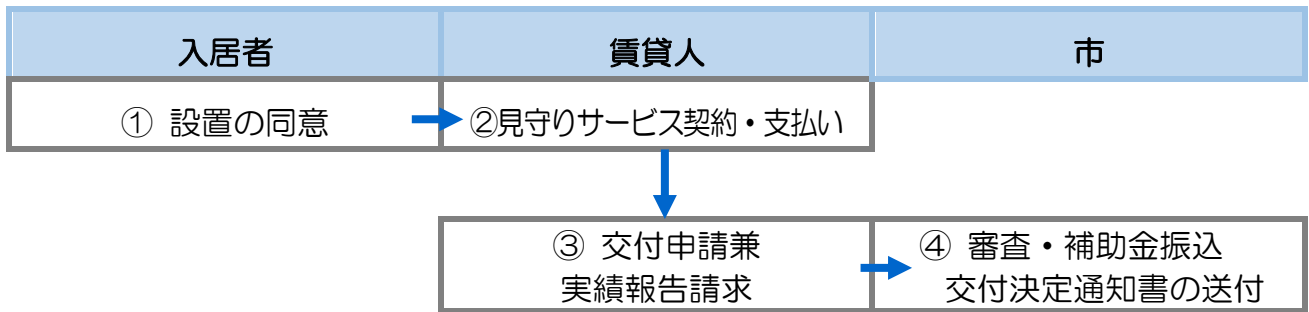 入居者
賃貸人
市
① 設置の同意
②見守りサービス契約・支払い
③ 交付申請兼
実績報告請求
④ 審査・補助金振込
交付決定通知書の送付